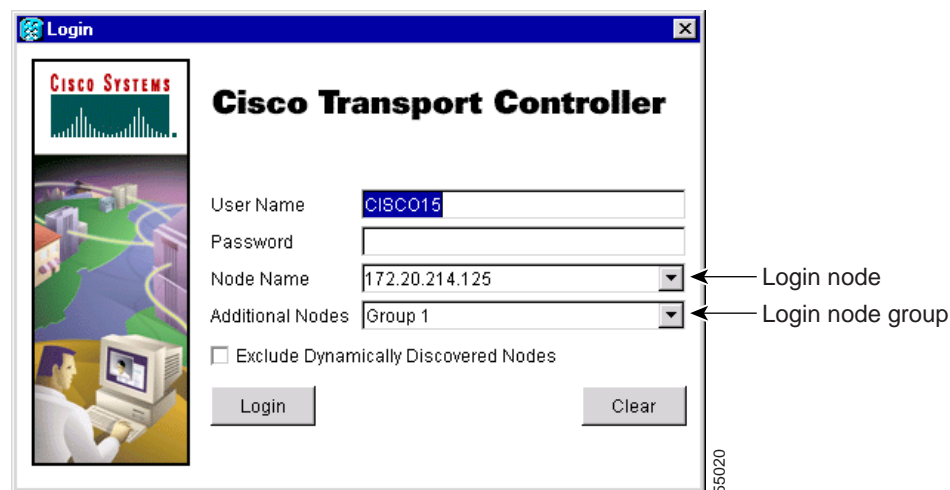 Login
CISCO SYSTEMS
Cisco Transport Controller
User Name CISCO15
Password
Node Name 172.20.214.125 Login node
Additional Nodes Group 1 Login node group
Exclude Dynamically Discovered Nodes
Login Clear
55020